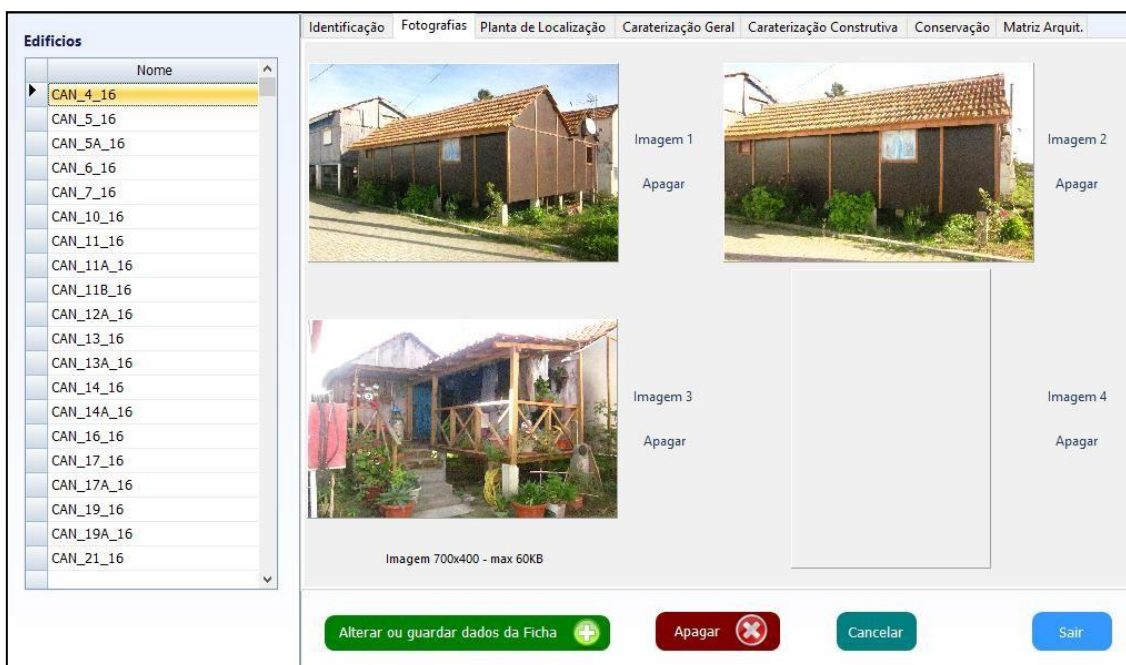 Edifícios
Nome
CAN_4_16
CAN_5_16
CAN_5A_16
CAN_6_16
CAN_7_16
CAN_10_16
CAN_11_16
CAN_11A_16
CAN_11B_16
CAN_12A_16
CAN_13_16
CAN_13A_16
CAN_14_16
CAN_14A_16
CAN_16_16
CAN_17_16
CAN_17A_16
CAN_19_16
CAN_19A_16
CAN_21_16
Identificação Fotografias Planta de Localização Caraterização Geral Caraterização Construtiva Conservação Matriz Arquit.
Imagem 1
Apagar
Imagem 2
Apagar
Imagem 3
Apagar
Imagem 4
Apagar
Imagem 700x400 - max 60KB
Alterar ou guardar dados da Ficha Apagar Cancelar Sair